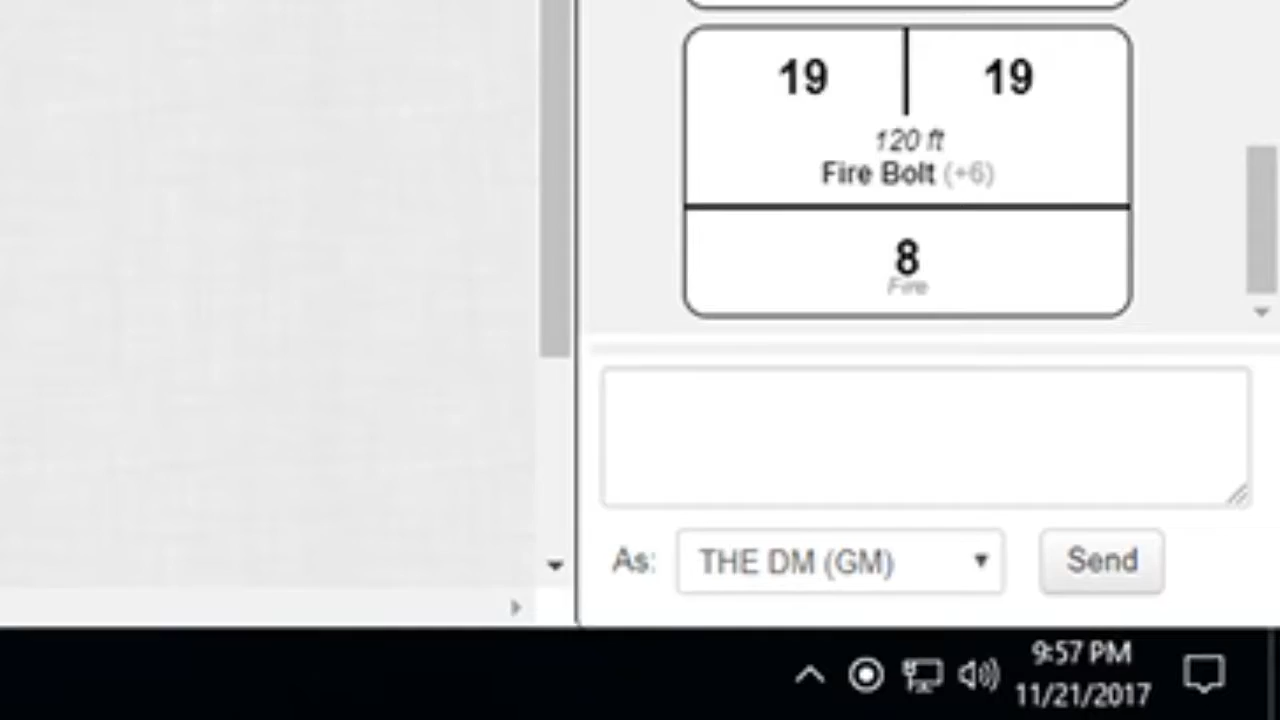 19 19
120 ft
Fire Bolt (+6)
8
Fire
As: THE DM (GM) Send
9:57 PM
11/21/2017